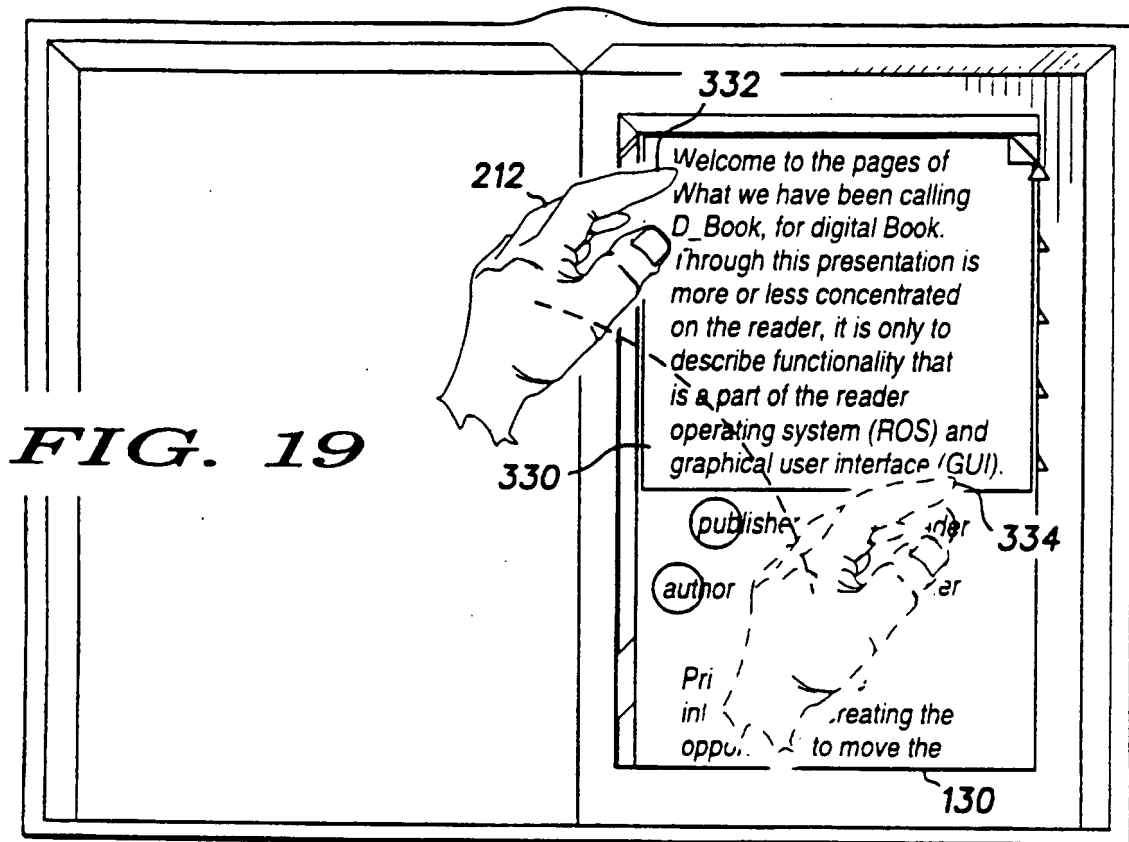 332
212
Welcome to the pages of
What we have been calling
D_Book, for digital Book.
Through this presentation is
more or less concentrated
on the reader, it is only to
describe functionality that
is a part of the reader
operating system (ROS) and
graphical user interface (GUI).
FIG. 19
330
334
publisher
author
opportunity to move the
130